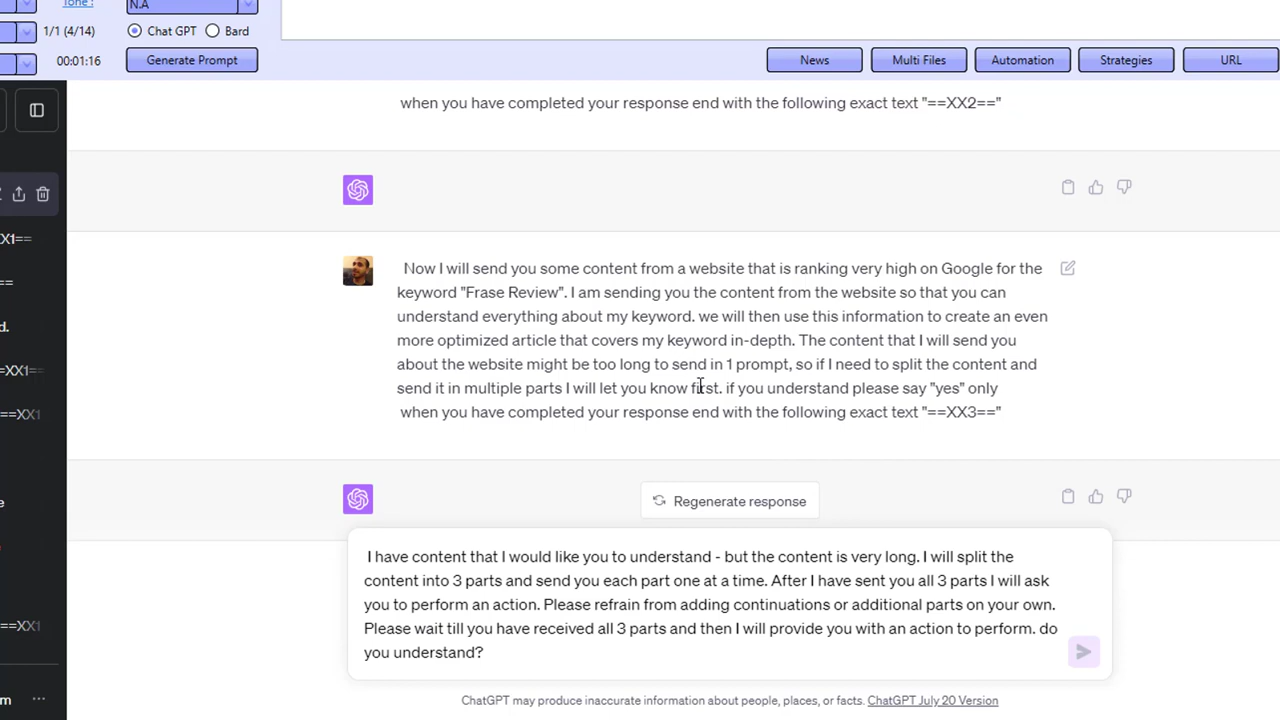 Tone :
N.A
1/1 (4/14)
Chat GPT
Bard
00:01:16
Generate Prompt
News
Multi Files
Automation
Strategies
URL
when you have completed your response end with the following exact text "==XX2=="
Now I will send you some content from a website that is ranking very high on Google for the
keyword "Frase Review". I am sending you the content from the website so that you can
understand everything about my keyword. we will then use this information to create an even
more optimized article that covers my keyword in-depth. The content that I will send you
about the website might be too long to send in 1 prompt, so if I need to split the content and
send it in multiple parts I will let you know first. if you understand please say "yes" only
when you have completed your response end with the following exact text "==XX3=="
XX1==
==
d.
==XX1
==XX1
e
==XX1
m
Regenerate response
I have content that I would like you to understand - but the content is very long. I will split the
content into 3 parts and send you each part one at a time. After I have sent you all 3 parts I will ask
you to perform an action. Please refrain from adding continuations or additional parts on your own.
Please wait till you have received all 3 parts and then I will provide you with an action to perform. do
you understand?
ChatGPT may produce inaccurate information about people, places, or facts. ChatGPT July 20 Version